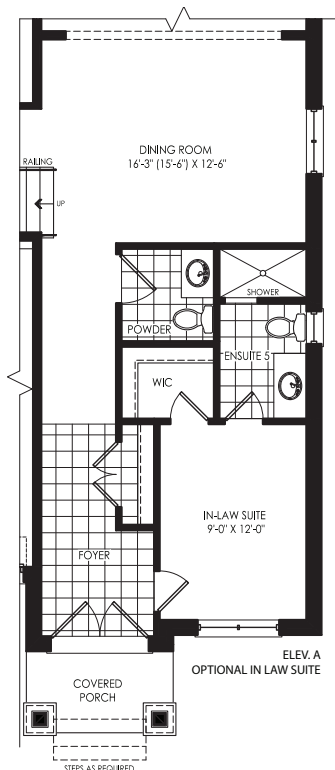 DINING ROOM
16'-3" (15'-6") X 12'-6"
RAILING
UP
SHOWER
POWDER
ENSUITE 5
WIC
IN-LAW SUITE
9'-0" X 12'-0"
FOYER
ELEV. A
OPTIONAL IN LAW SUITE
COVERED
PORCH
STEPS AS REQUIRED